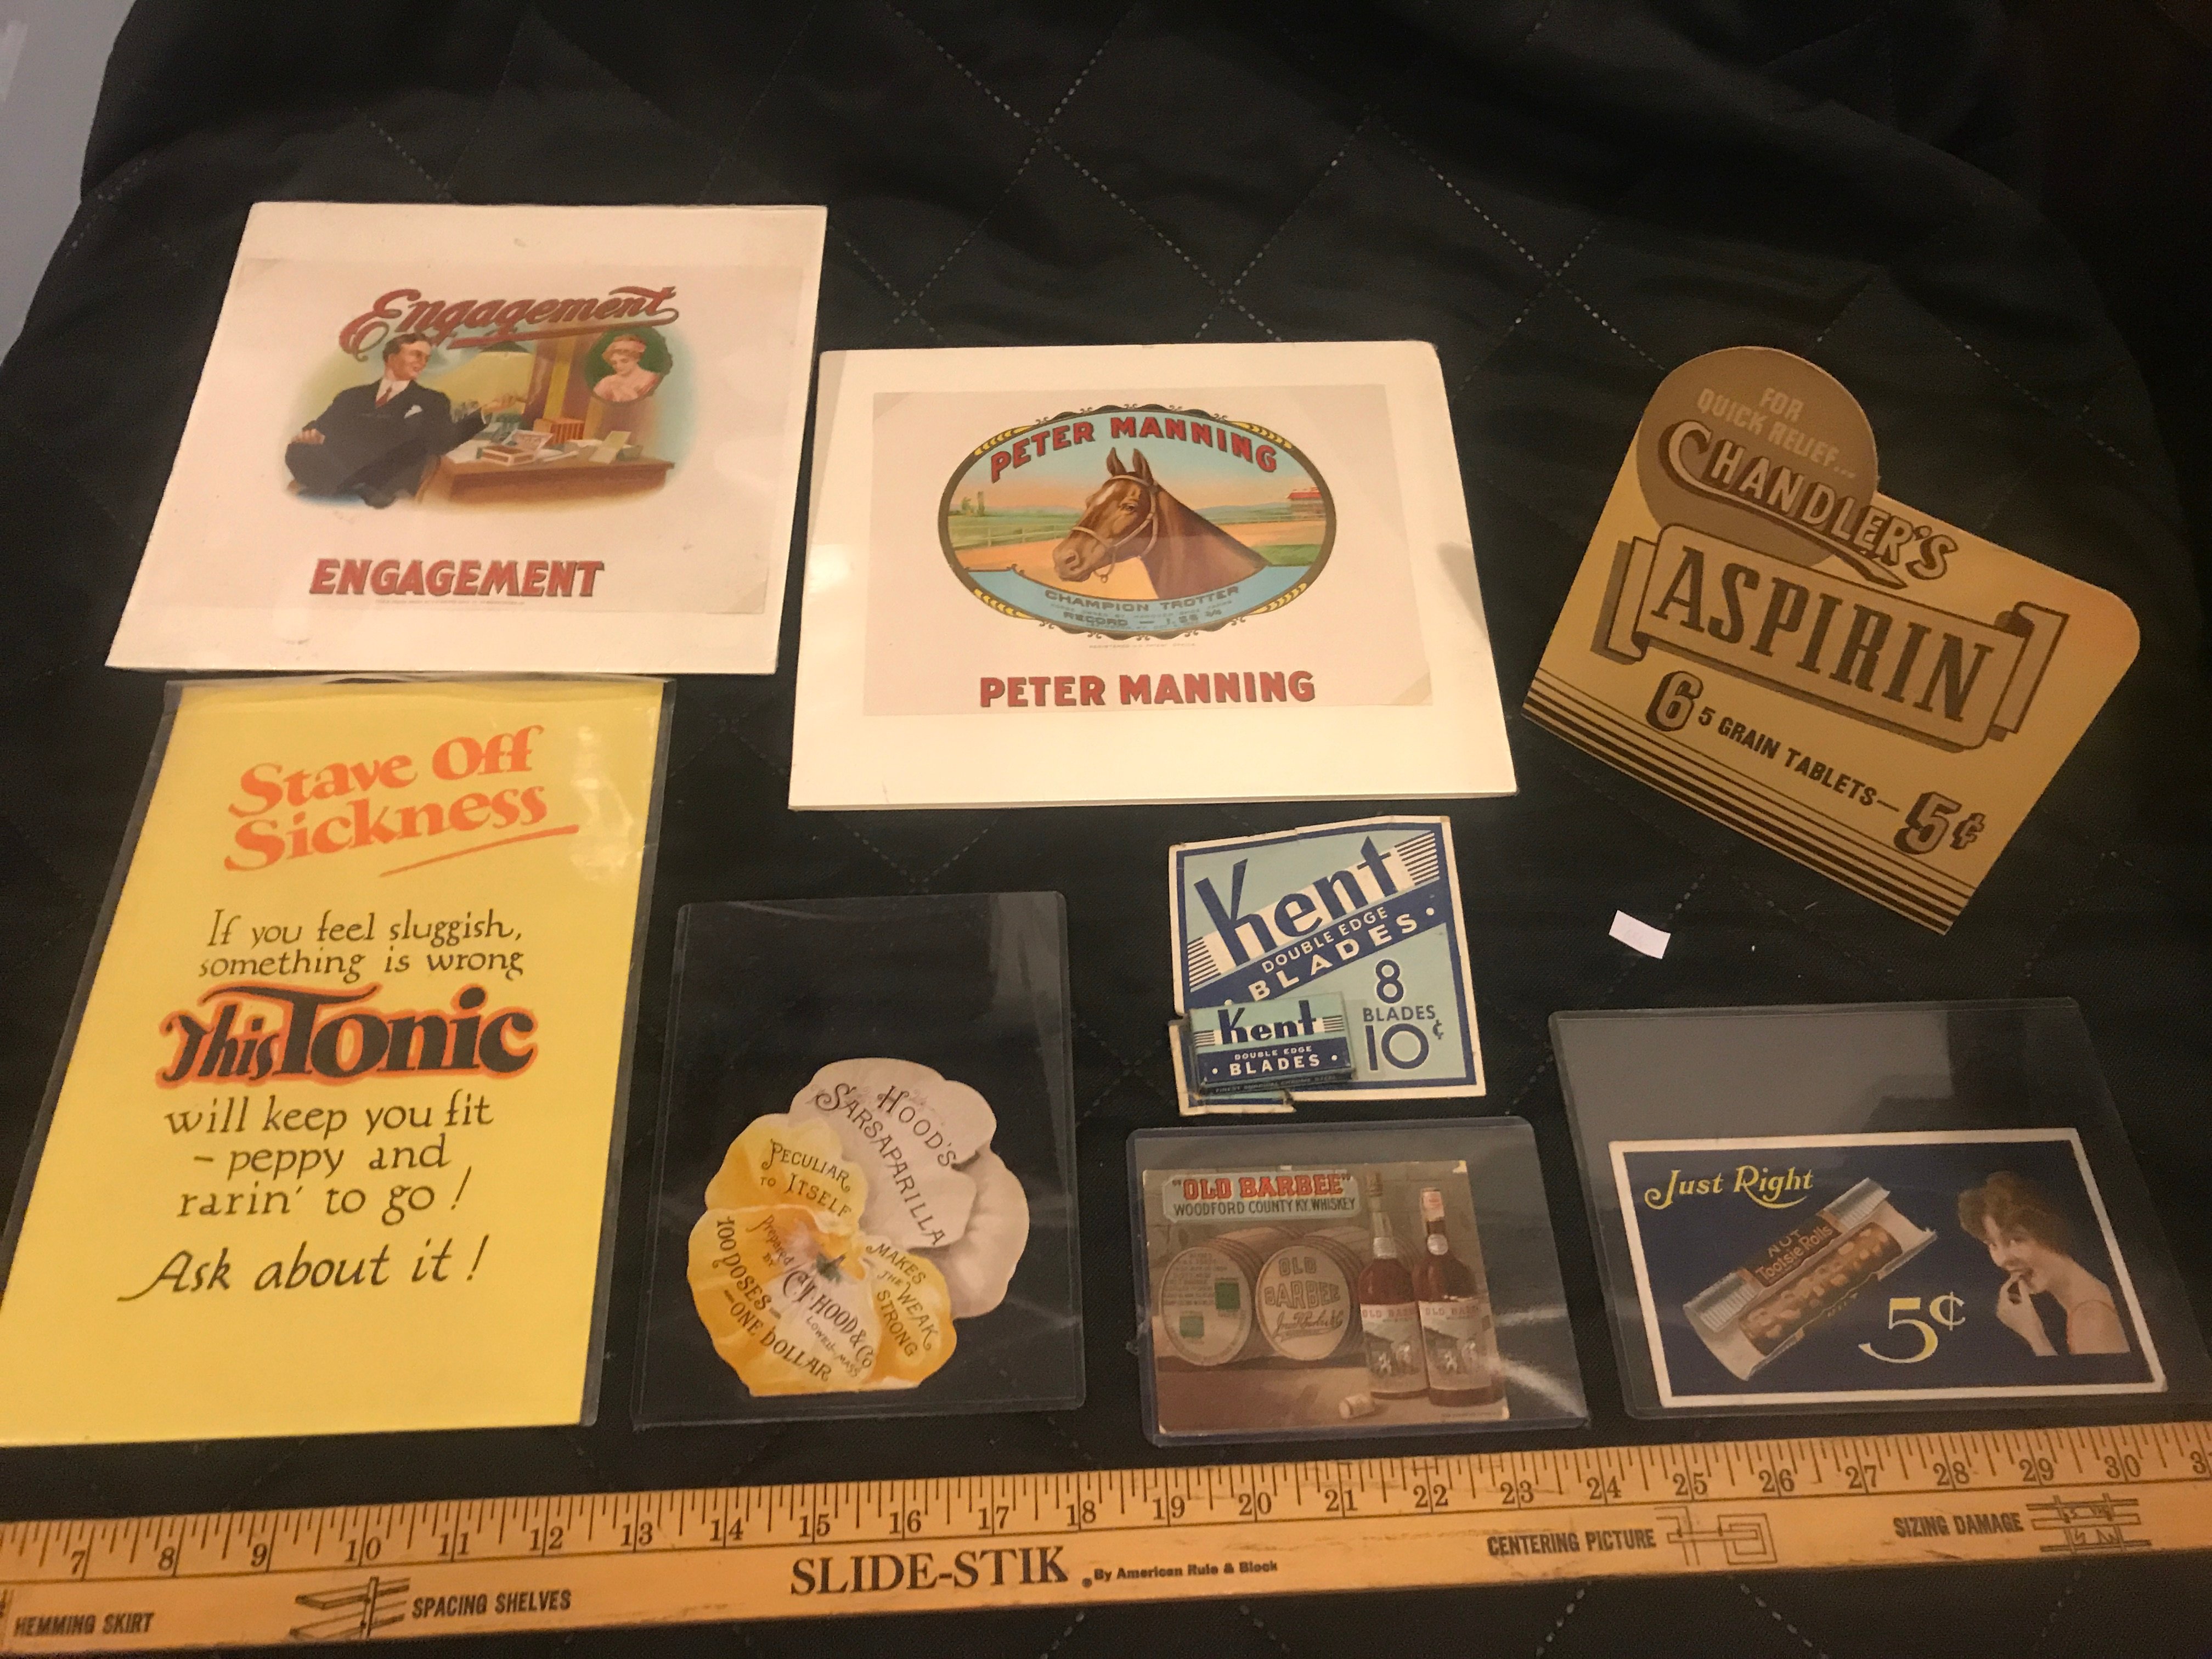 Engagement
ENGAGEMENT
PETER MANNING
CHAMPION TROTTER
RECORD — 1.56 3/4
PETER MANNING
FOR
QUICK RELIEF...
CHANDLER'S
ASPIRIN
6 5 GRAIN TABLETS— 5¢
Stave Off
Sickness
If you feel sluggish,
something is wrong
This Tonic
will keep you fit
- peppy and
rarin' to go!
Ask about it!
HOOD'S
SARSAPARILLA
PECULIAR
TO ITSELF
Prepared
BY
C I HOOD & Co
LOWELL MASS
MAKES
THE WEAK
STRONG
100 DOSES
ONE DOLLAR
Kent
DOUBLE EDGE
• BLADES •
8
BLADES
10¢
Kent
DOUBLE EDGE
• BLADES •
"OLD BARBEE"
WOODFORD COUNTY KY. WHISKEY
OLD
BARBEE
Just Right
NUT
Tootsie Rolls
5¢
7 8 9 10 11 12 13 14 15 16 17 18 19 20 21 22 23 24 25 26 27 28 29 30
HEMMING SKIRT
SPACING SHELVES
SLIDE-STIK
By American Rule & Block
CENTERING PICTURE
SIZING DAMAGE